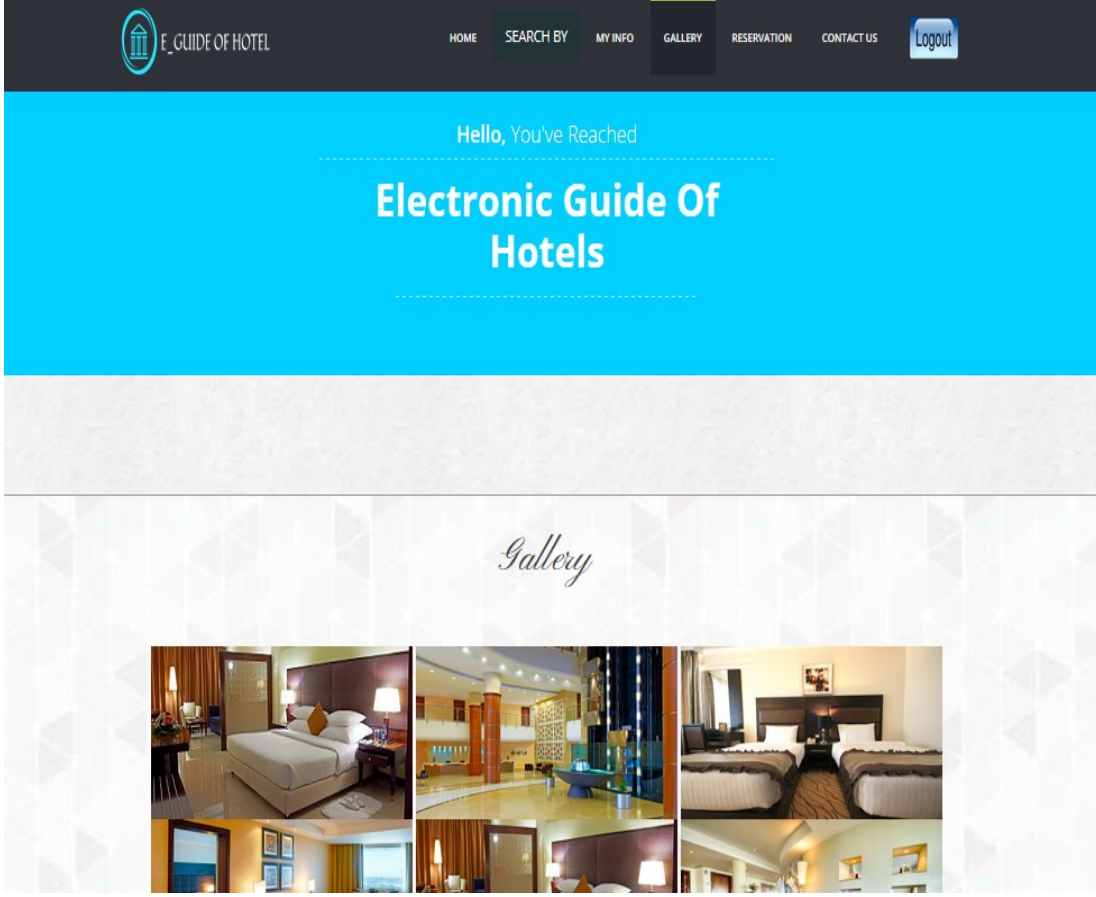 E_GUIDE OF HOTEL
HOME SEARCH BY MY INFO GALLERY RESERVATION CONTACT US Logout
Hello, You've Reached
Electronic Guide Of
Hotels
Gallery